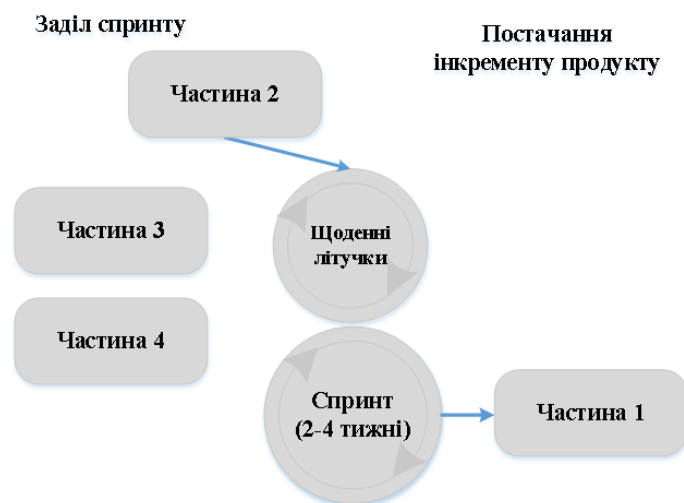 Заділ спринту
Постачання
інкременту продукту
Частина 2
Частина 3
Щоденні
літучки
Частина 4
Спринт
(2-4 тижні)
Частина 1